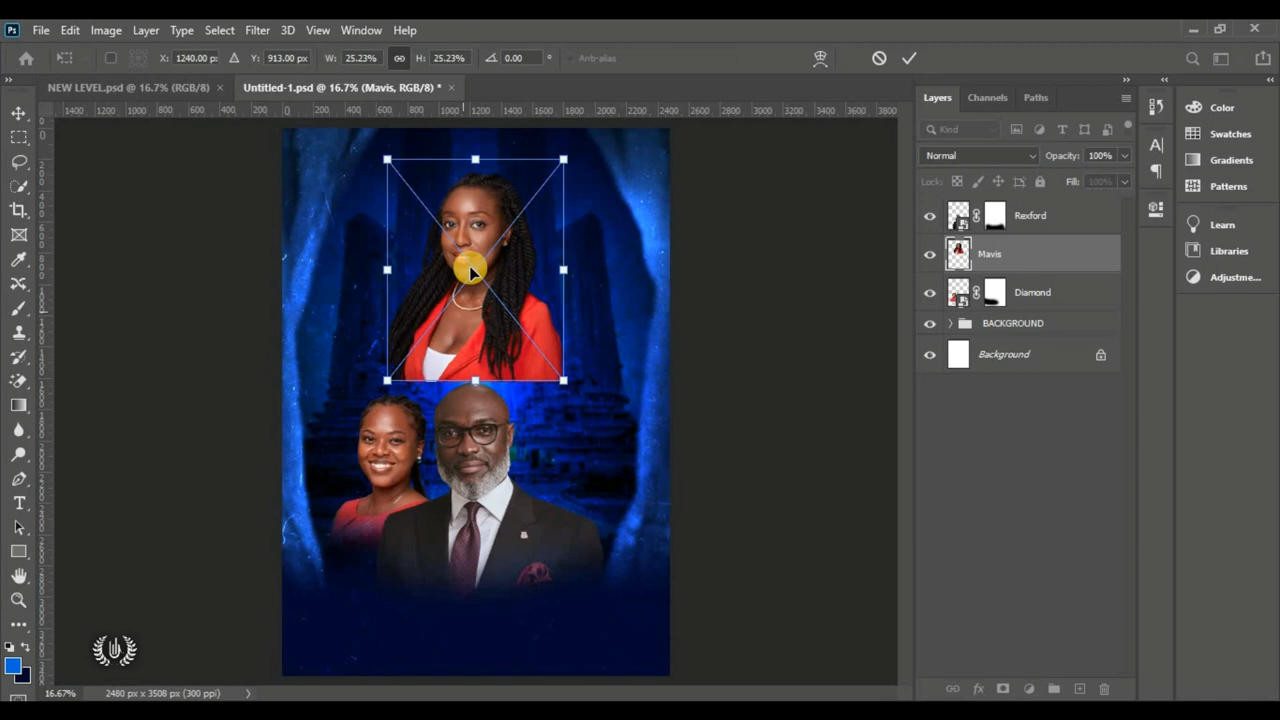 Ps File Edit Image Layer Type Select Filter 3D View Window Help
X: 1240.00 p: Y: 913.00 px W: 25.23% H: 25.23% 0.00 ° Anti-alias
NEW LEVEL.psd @ 16.7% (RGB/8) × Untitled-1.psd @ 16.7% (Mavis, RGB/8) * ×
1400 1200 1000 800 600 400 200 0 200 400 600 800 1000 1200 1400 1600 1800 2000 2200 2400 2600 2800 3000 3200 3400 3600 3800
Layers Channels Paths
Kind
Normal Opacity: 100%
Lock: Fill: 100%
Rexford
Mavis
Diamond
BACKGROUND
Background
Color
Swatches
Gradients
Patterns
Learn
Libraries
Adjustme...
16.67% 2480 px x 3508 px (300 ppi)